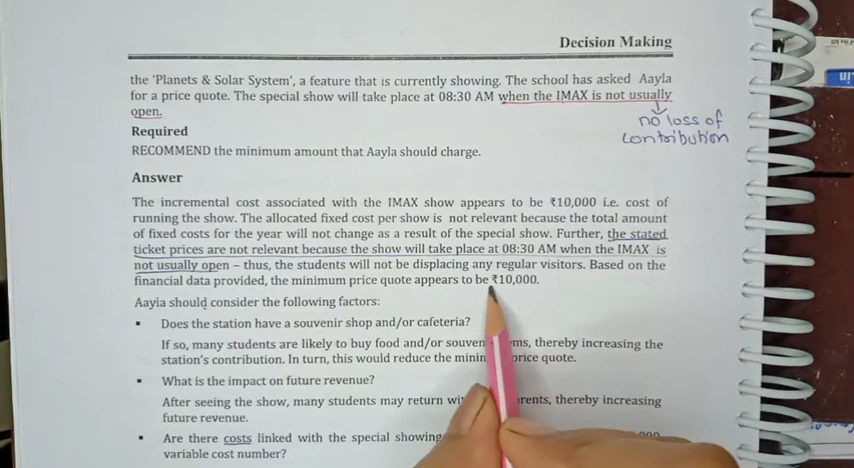 Decision Making
the 'Planets & Solar System', a feature that is currently showing. The school has asked Aayla
for a price quote. The special show will take place at 08:30 AM when the IMAX is not usually
open.
no loss of
contribution
Required
RECOMMEND the minimum amount that Aayla should charge.
Answer
The incremental cost associated with the IMAX show appears to be ₹10,000 i.e. cost of
running the show. The allocated fixed cost per show is not relevant because the total amount
of fixed costs for the year will not change as a result of the special show. Further, the stated
ticket prices are not relevant because the show will take place at 08:30 AM when the IMAX is
not usually open – thus, the students will not be displacing any regular visitors. Based on the
financial data provided, the minimum price quote appears to be ₹10,000.
Aayia should consider the following factors:
▪ Does the station have a souvenir shop and/or cafeteria?
If so, many students are likely to buy food and/or souven ms, thereby increasing the
station's contribution. In turn, this would reduce the minim price quote.
▪ What is the impact on future revenue?
After seeing the show, many students may return wi rents, thereby increasing
future revenue.
▪ Are there costs linked with the special showing
variable cost number?